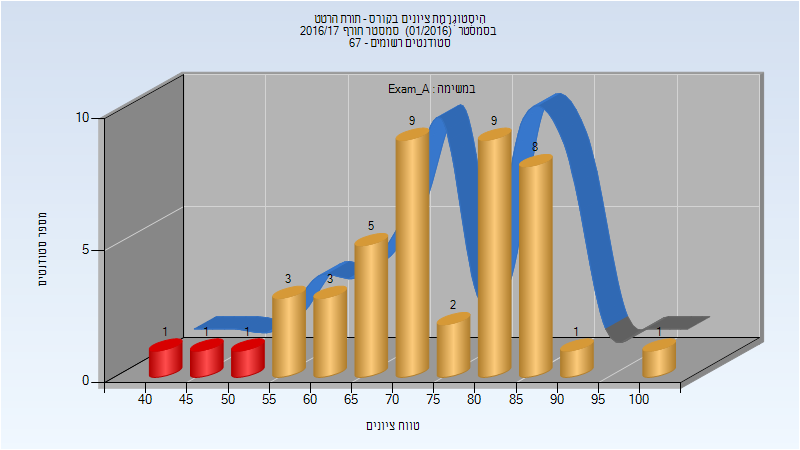 היסטוגרמת ציונים בקורס - תורת הרטט
בסמסטר (01/2016) סמסטר חורף 2016/17
סטודנטים רשומים - 67
במשימה : Exam_A
10
5
0
מספר סטודנטים
1 1 1 3 3 5 9 2 9 8 1 1
40 45 50 55 60 65 70 75 80 85 90 95 100
טווח ציונים